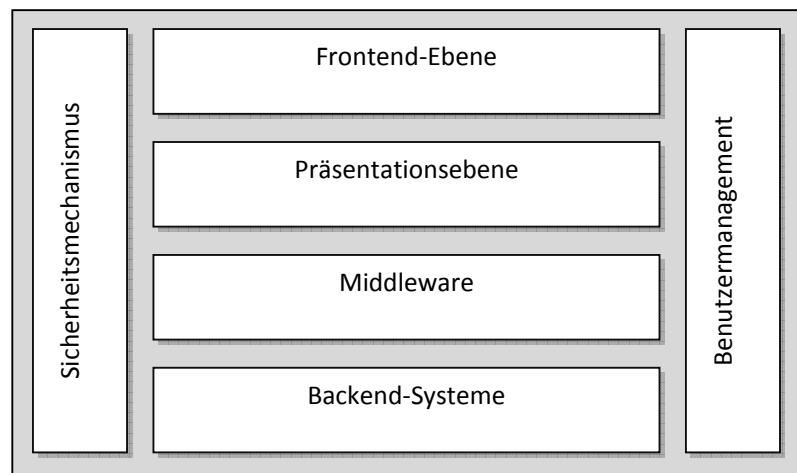 Sicherheitsmechanismus
Frontend-Ebene
Präsentationsebene
Middleware
Backend-Systeme
Benutzermanagement